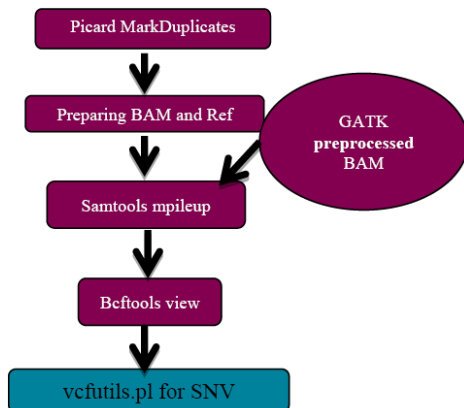 Picard MarkDuplicates
Preparing BAM and Ref
GATK
preprocessed
BAM
Samtools mpileup
Bcftools view
vcfutils.pl for SNV